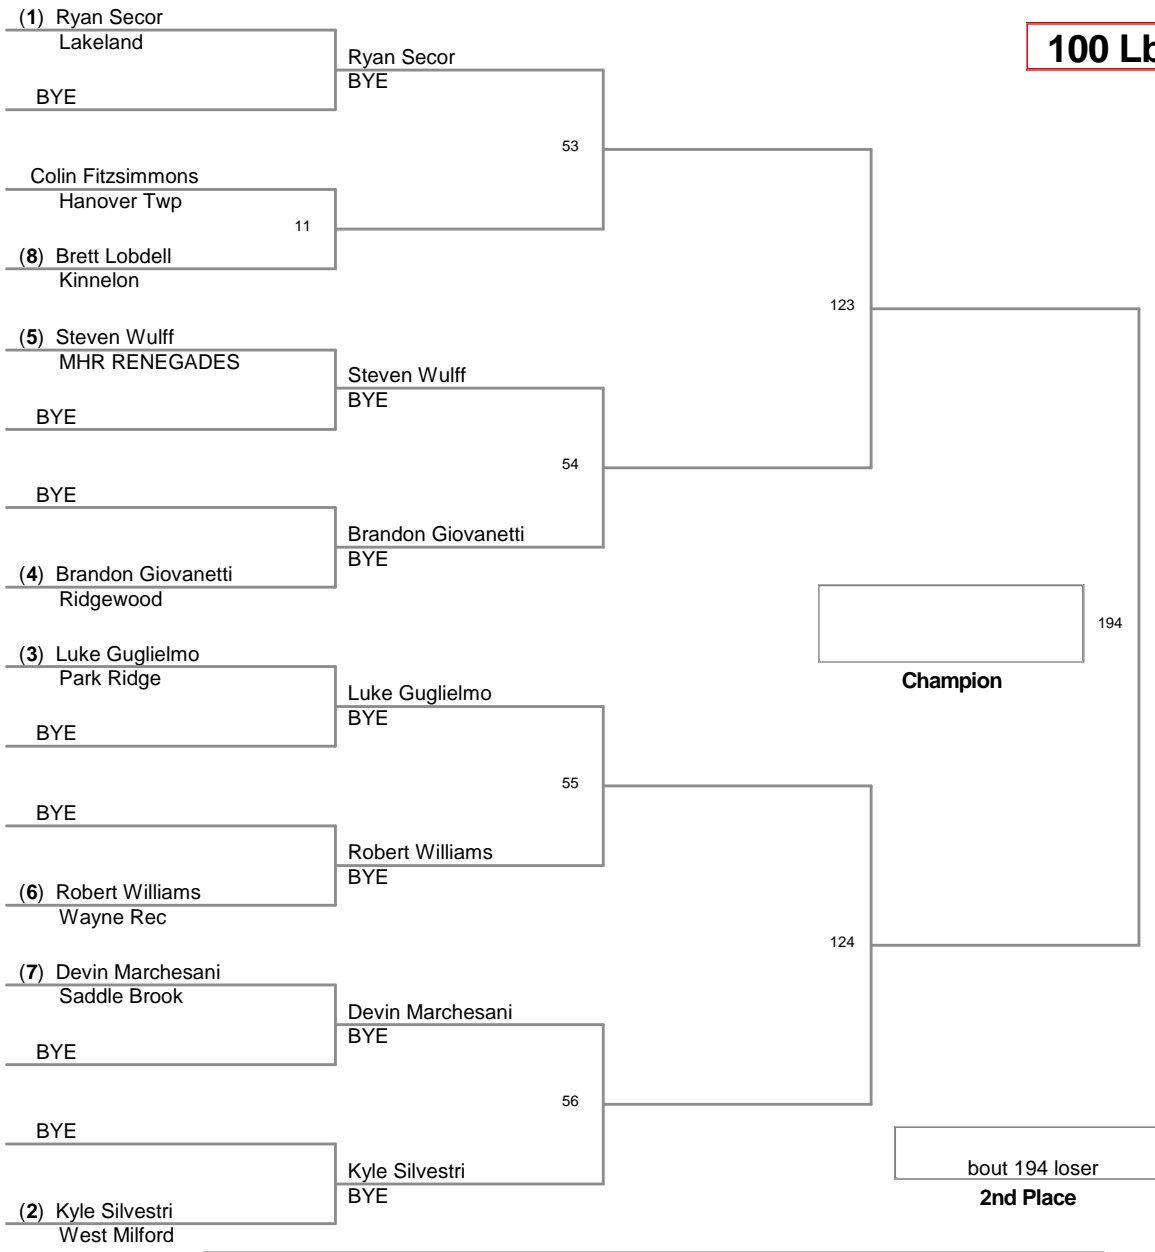 (1) Ryan Secor
Lakeland
100 Lb
Ryan Secor
BYE
BYE
53
Colin Fitzsimmons
Hanover Twp
11
(8) Brett Lobdell
Kinnelon
123
(5) Steven Wulff
MHR RENEGADES
Steven Wulff
BYE
BYE
54
BYE
Brandon Giovanetti
BYE
(4) Brandon Giovanetti
Ridgewood
194
(3) Luke Guglielmo
Park Ridge
Champion
Luke Guglielmo
BYE
BYE
55
BYE
Robert Williams
BYE
(6) Robert Williams
Wayne Rec
124
(7) Devin Marchesani
Saddle Brook
Devin Marchesani
BYE
BYE
56
BYE
Kyle Silvestri
BYE
bout 194 loser
2nd Place
(2) Kyle Silvestri
West Milford